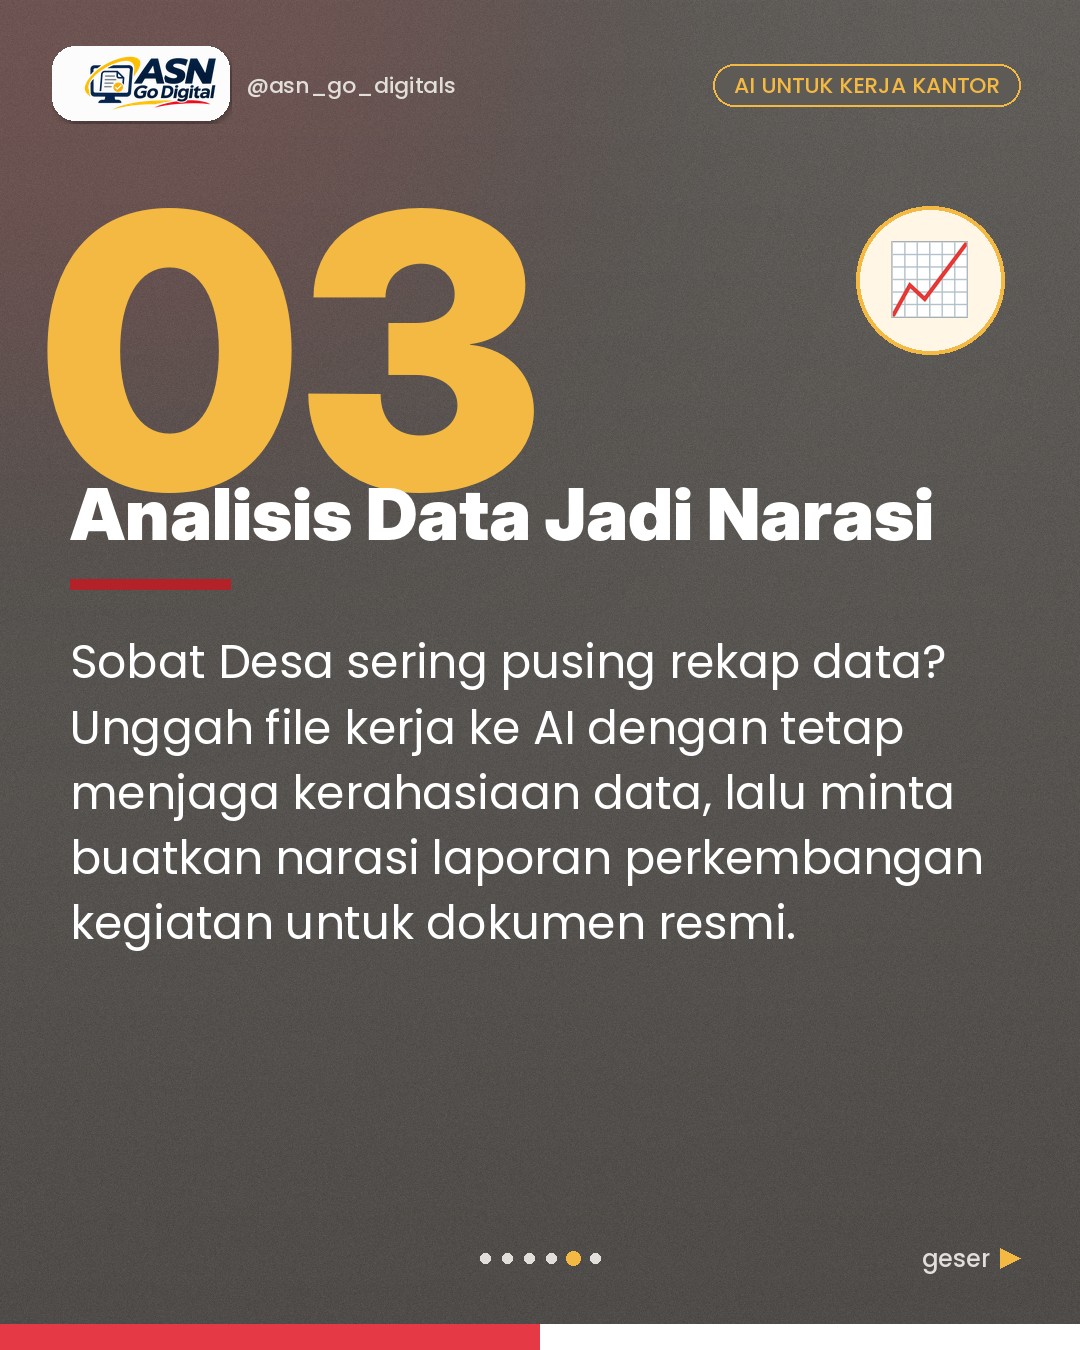 ASN
Go Digital
@asn_go_digitals
AI UNTUK KERJA KANTOR
03
Analisis Data Jadi Narasi
Sobat Desa sering pusing rekap data?
Unggah file kerja ke AI dengan tetap
menjaga kerahasiaan data, lalu minta
buatkan narasi laporan perkembangan
kegiatan untuk dokumen resmi.
geser